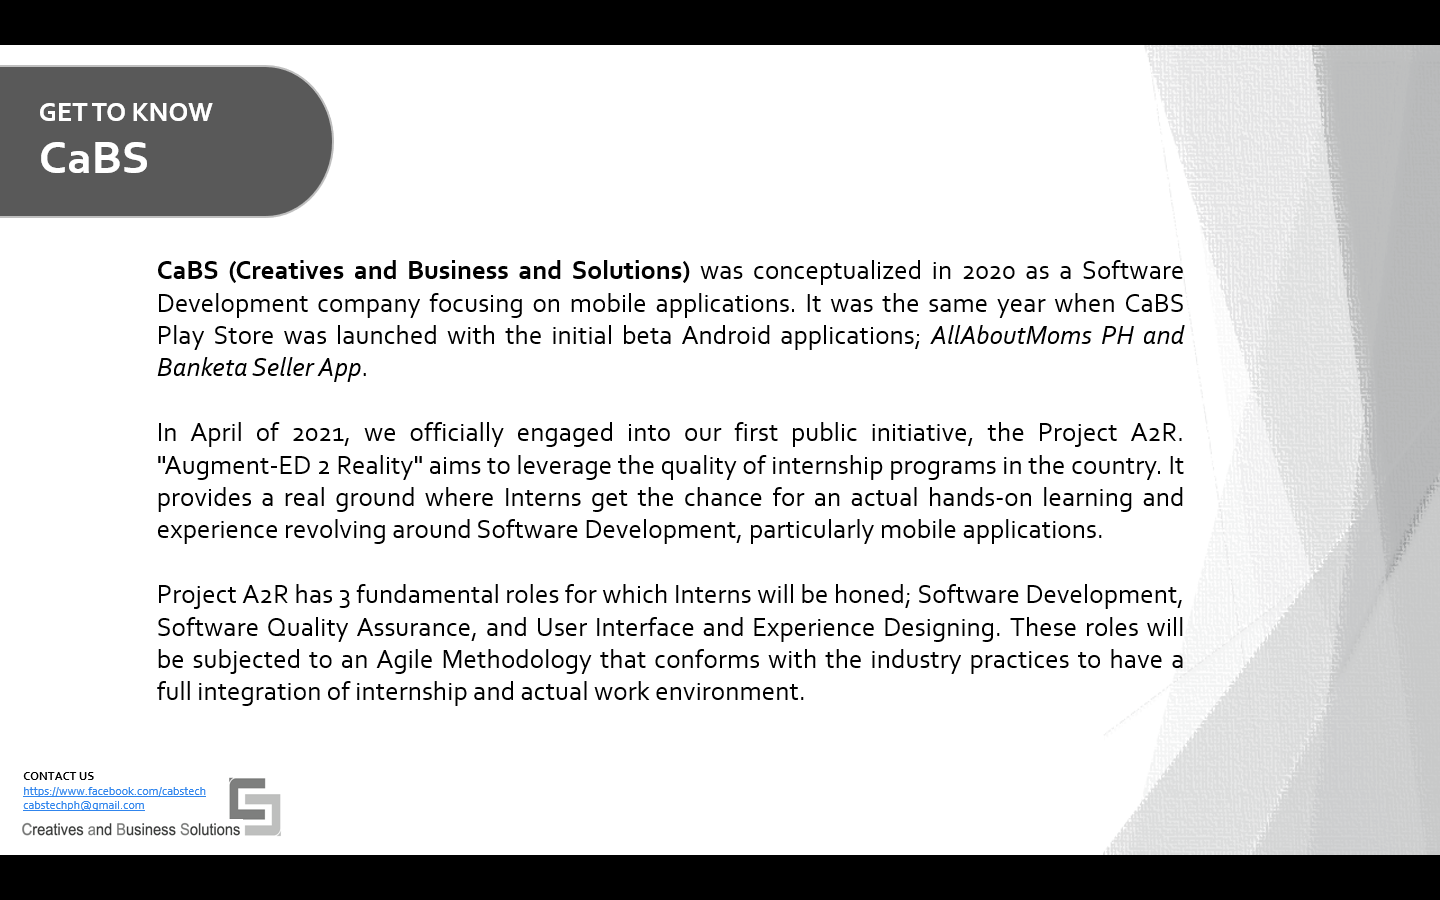 GET TO KNOW
CaBS
CaBS (Creatives and Business and Solutions) was conceptualized in 2020 as a Software
Development company focusing on mobile applications. It was the same year when CaBS
Play Store was launched with the initial beta Android applications; AllAboutMoms PH and
Banketa Seller App.
In April of 2021, we officially engaged into our first public initiative, the Project A2R.
"Augment-ED 2 Reality" aims to leverage the quality of internship programs in the country. It
provides a real ground where Interns get the chance for an actual hands-on learning and
experience revolving around Software Development, particularly mobile applications.
Project A2R has 3 fundamental roles for which Interns will be honed; Software Development,
Software Quality Assurance, and User Interface and Experience Designing. These roles will
be subjected to an Agile Methodology that conforms with the industry practices to have a
full integration of internship and actual work environment.
CONTACT US
https://www.facebook.com/cabstech
cabstechph@gmail.com
Creatives and Business Solutions